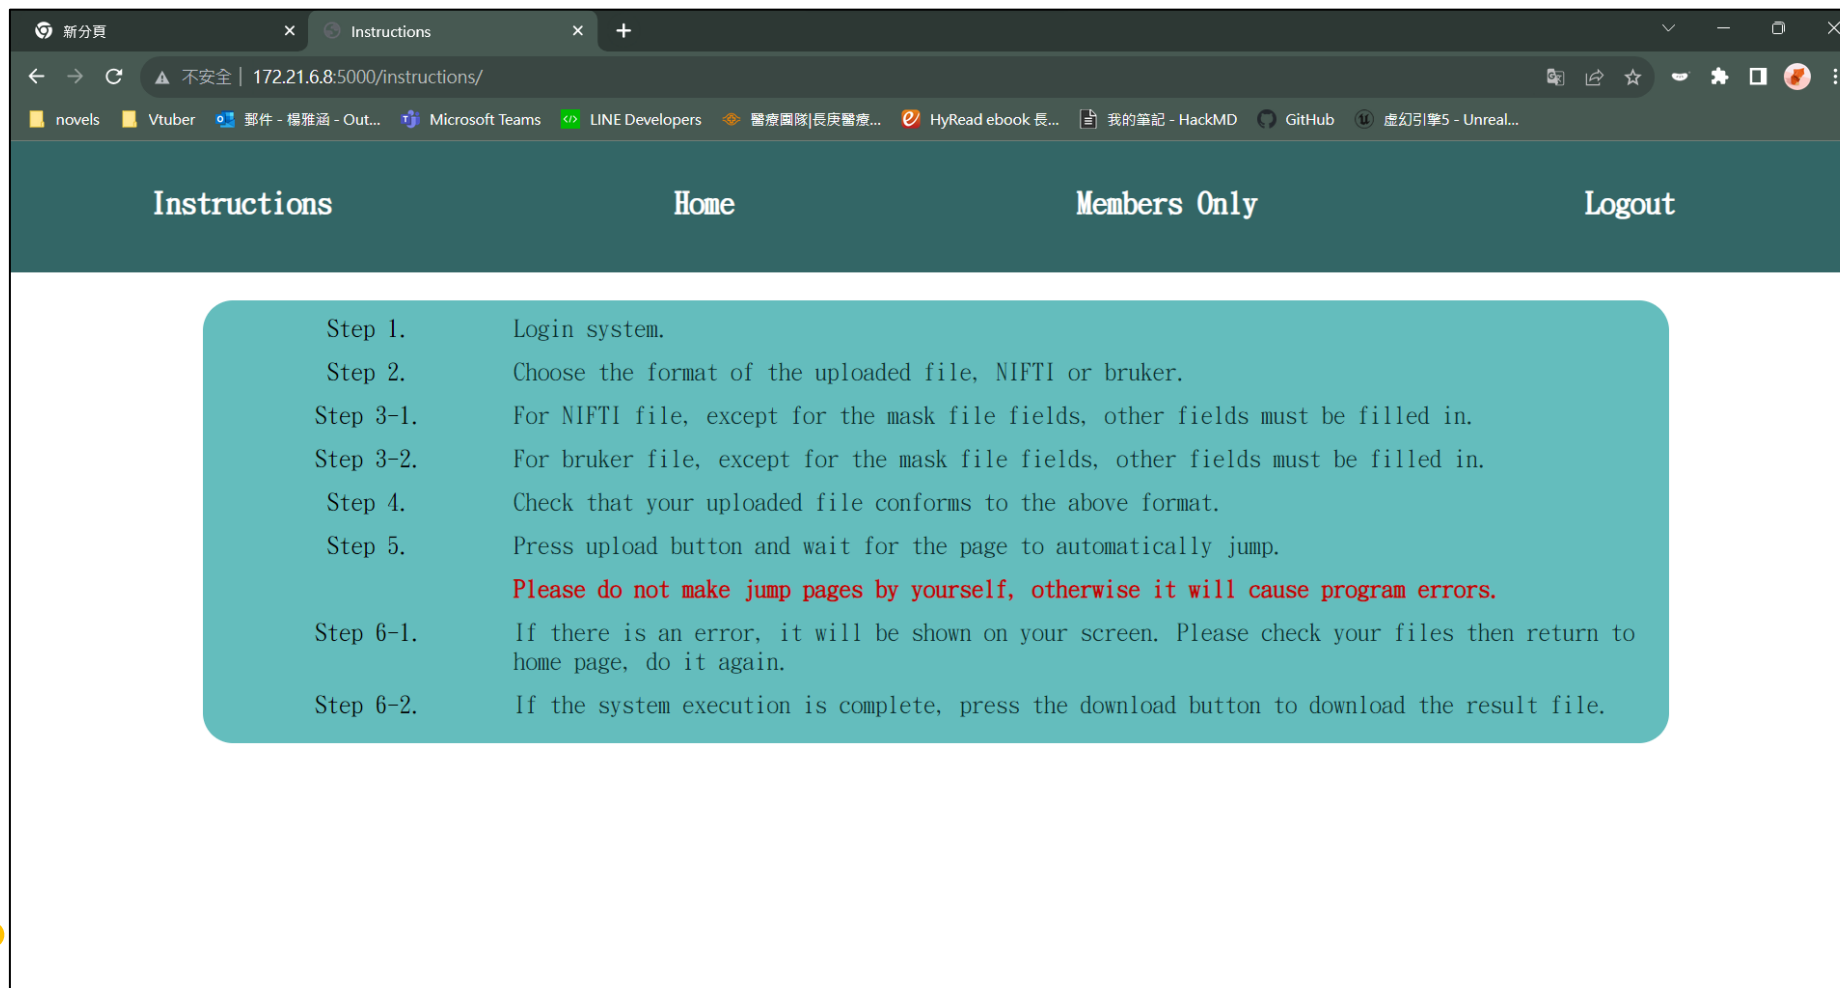 新分頁
Instructions
不安全 | 172.21.6.8:5000/instructions/
novels
Vtuber
郵件 - 楊雅涵 - Out...
Microsoft Teams
LINE Developers
醫療團隊|長庚醫療...
HyRead ebook 長...
我的筆記 - HackMD
GitHub
虛幻引擎5 - Unreal...
Instructions
Home
Members Only
Logout
Step 1. Login system.
Step 2. Choose the format of the uploaded file, NIFTI or bruker.
Step 3-1. For NIFTI file, except for the mask file fields, other fields must be filled in.
Step 3-2. For bruker file, except for the mask file fields, other fields must be filled in.
Step 4. Check that your uploaded file conforms to the above format.
Step 5. Press upload button and wait for the page to automatically jump.
Please do not make jump pages by yourself, otherwise it will cause program errors.
Step 6-1. If there is an error, it will be shown on your screen. Please check your files then return to
home page, do it again.
Step 6-2. If the system execution is complete, press the download button to download the result file.